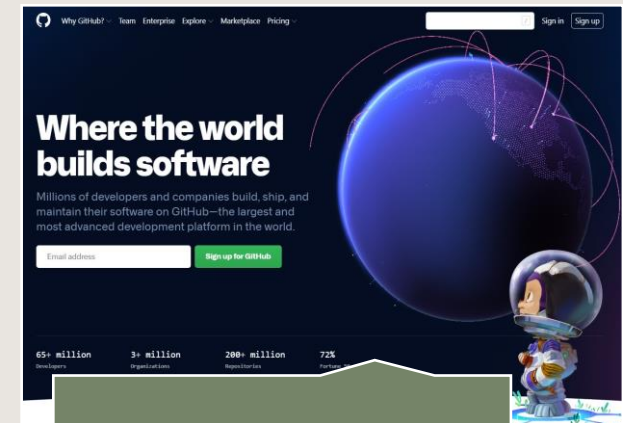 Why GitHub? Team Enterprise Explore Marketplace Pricing
Sign in Sign up
Where the world
builds software
Millions of developers and companies build, ship, and
maintain their software on GitHub—the largest and
most advanced development platform in the world.
Email address Sign up for GitHub
65+ million 3+ million 200+ million 72%
Developers Organizations Repositories Fortune